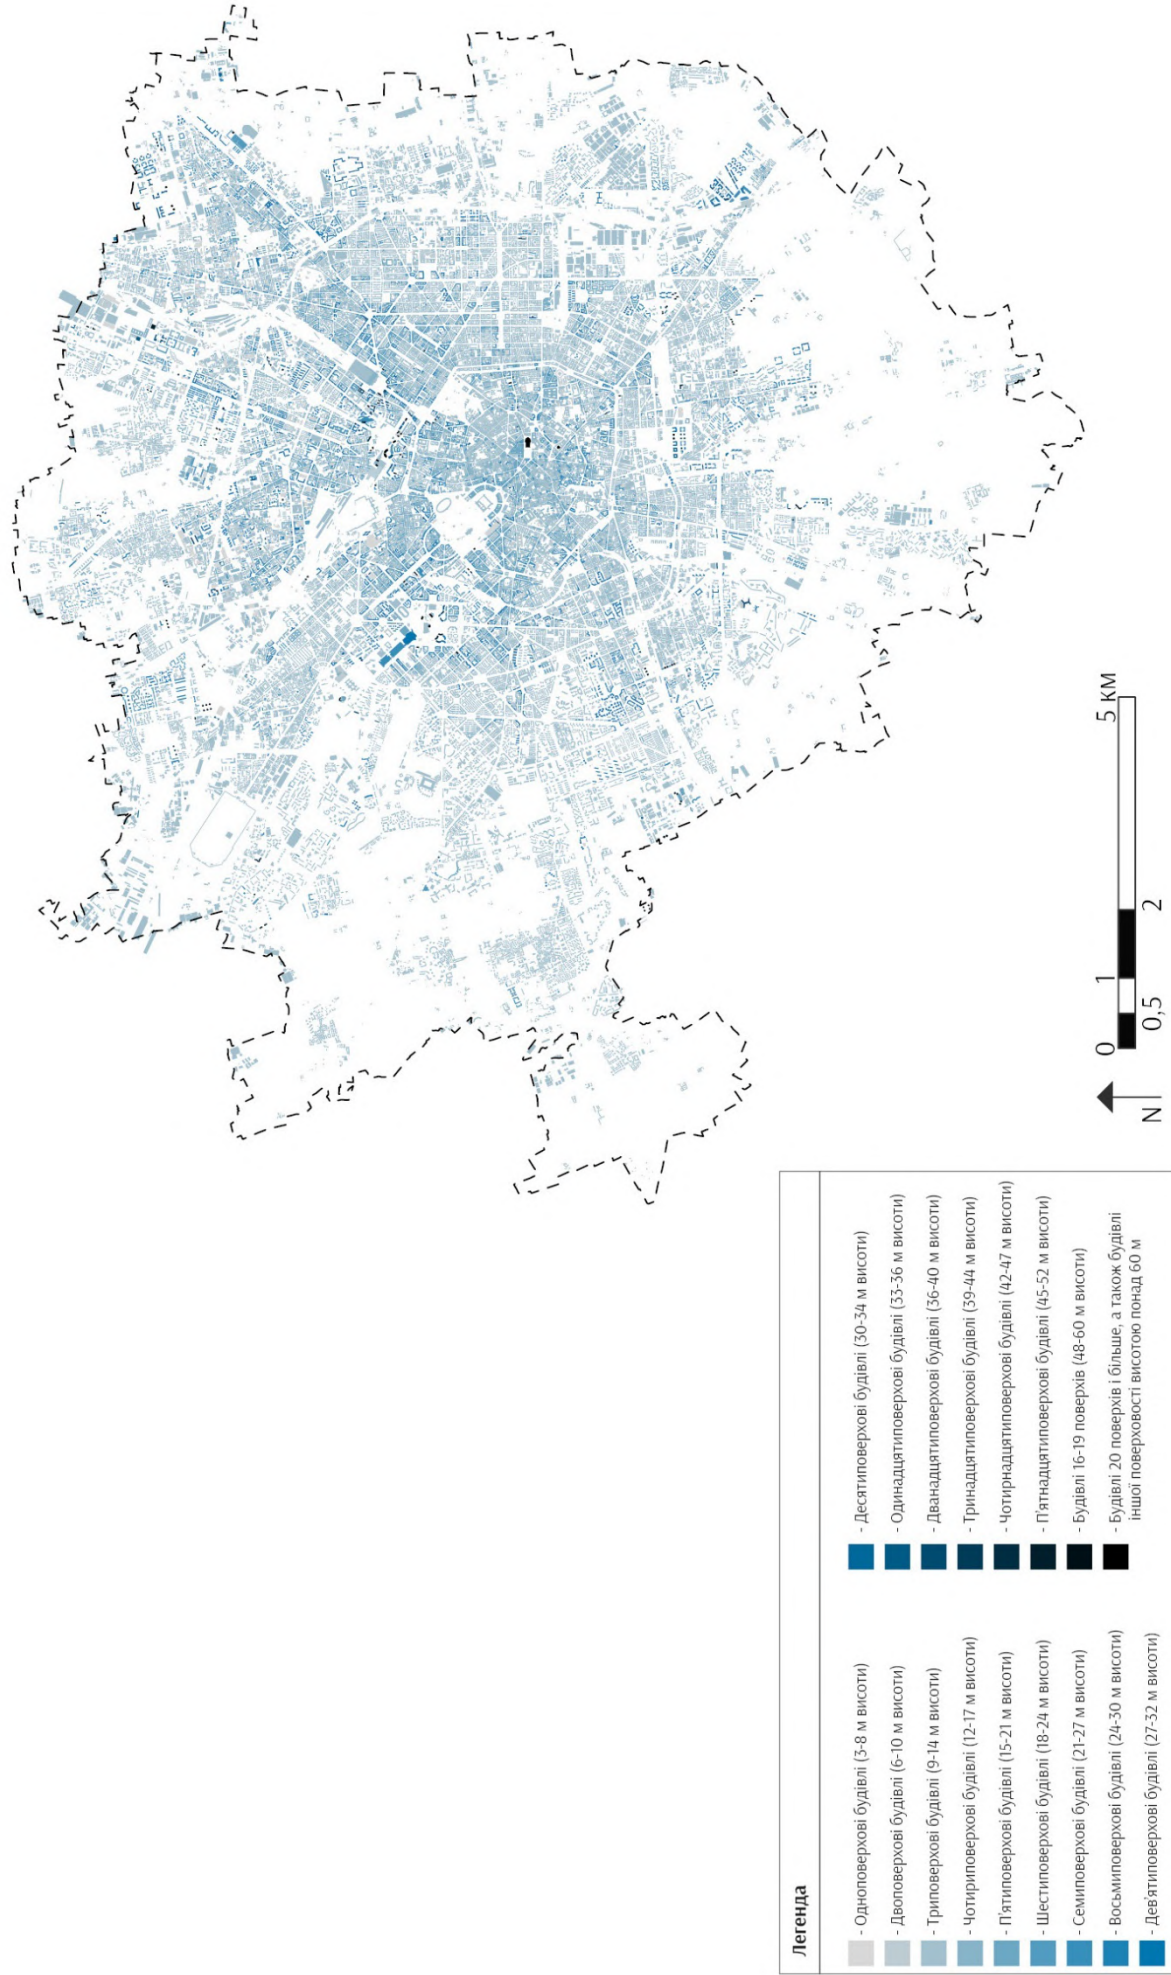 Легенда
- Одноповерхові будівлі (3-8 м висоти)
- Двоповерхові будівлі (6-10 м висоти)
- Триповерхові будівлі (9-14 м висоти)
- Чотириповерхові будівлі (12-17 м висоти)
- П'ятиповерхові будівлі (15-21 м висоти)
- Шестиповерхові будівлі (18-24 м висоти)
- Семиповерхові будівлі (21-27 м висоти)
- Восьмиповерхові будівлі (24-30 м висоти)
- Дев'ятиповерхові будівлі (27-32 м висоти)
- Десятиповерхові будівлі (30-34 м висоти)
- Одинадцятиповерхові будівлі (33-36 м висоти)
- Дванадцятиповерхові будівлі (36-40 м висоти)
- Тринадцятиповерхові будівлі (39-44 м висоти)
- Чотирнадцятиповерхові будівлі (42-47 м висоти)
- П'ятнадцятиповерхові будівлі (45-52 м висоти)
- Будівлі 16-19 поверхів (48-60 м висоти)
- Будівлі 20 поверхів і більше, а також будівлі
іншої поверховості висотою понад 60 м
N
0 1 5 КМ
0,5 2